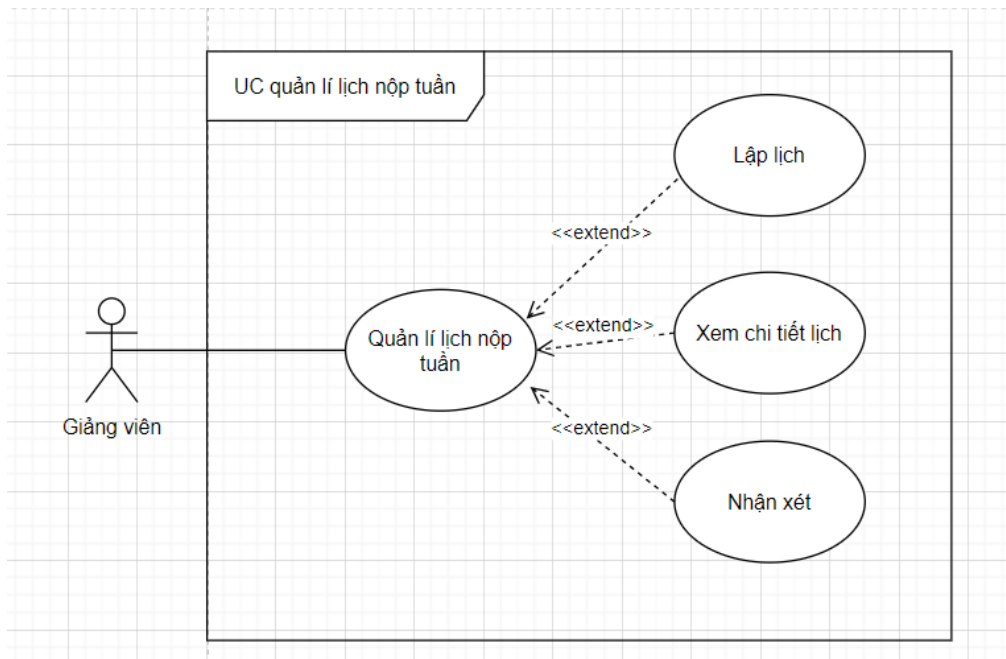 UC quản lí lịch nộp tuần
Lập lịch
<<extend>>
Quản lí lịch nộp
tuần
<<extend>>
Xem chi tiết lịch
Giảng viên
<<extend>>
Nhận xét